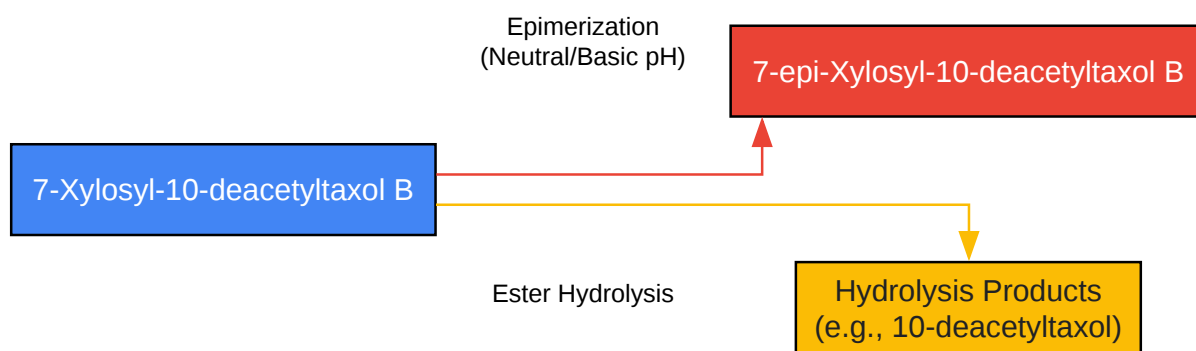 Epimerization
(Neutral/Basic pH)
7-epi-Xylosyl-10-deacetyltaxol B
7-Xylosyl-10-deacetyltaxol B
Ester Hydrolysis
Hydrolysis Products
(e.g., 10-deacetyltaxol)